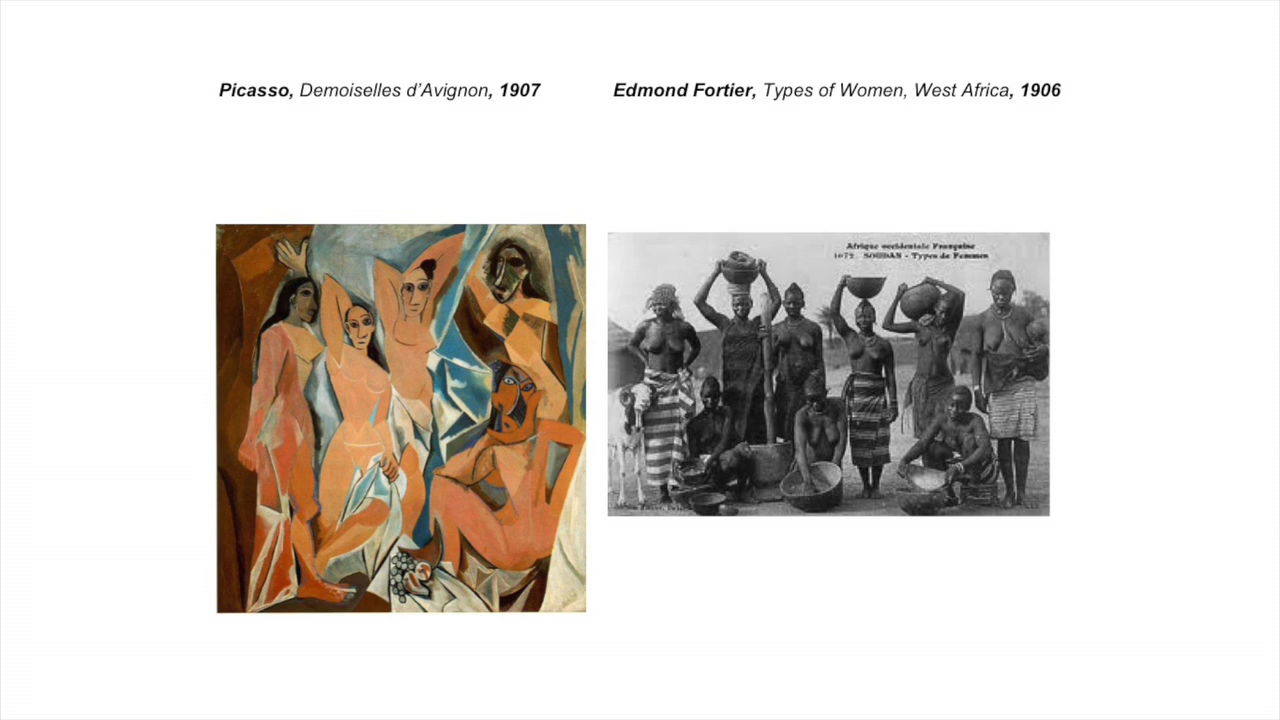 Picasso, Demoiselles d'Avignon, 1907
Edmond Fortier, Types of Women, West Africa, 1906
Afrique occidentale Française
1072. SOUDAN - Types de Femmes